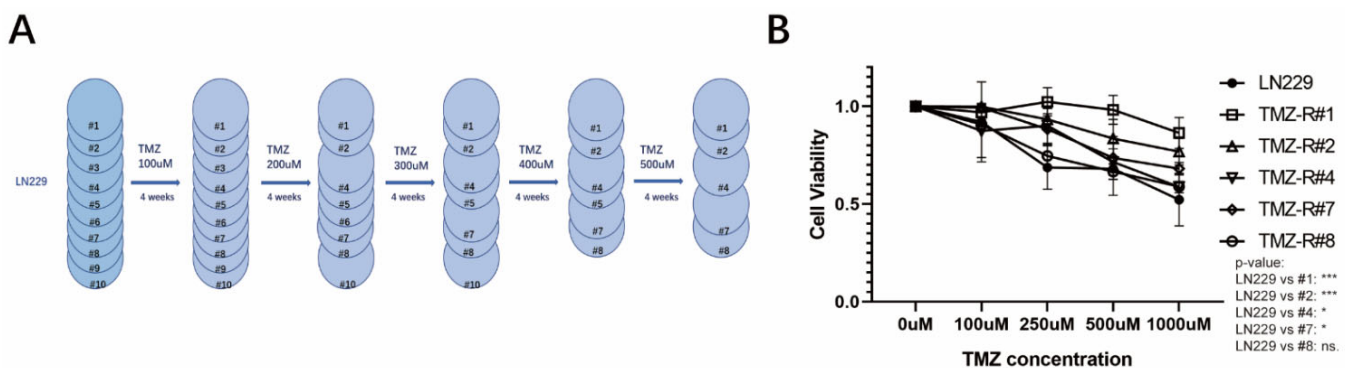 A
LN229
#1
#2
#3
#4
#5
#6
#7
#8
#9
#10
TMZ
100uM
4 weeks
#1
#2
#3
#4
#5
#6
#7
#8
#9
#10
TMZ
200uM
4 weeks
#1
#2
#4
#5
#6
#7
#8
#10
TMZ
300uM
4 weeks
#1
#2
#4
#5
#7
#8
#10
TMZ
400uM
4 weeks
#1
#2
#4
#5
#7
#8
TMZ
500uM
4 weeks
#1
#2
#4
#7
#8
B
Cell Viability
1.0
0.5
0.0
0uM 100uM 250uM 500uM 1000uM
TMZ concentration
LN229
TMZ-R#1
TMZ-R#2
TMZ-R#4
TMZ-R#7
TMZ-R#8
p-value:
LN229 vs #1: ***
LN229 vs #2: ***
LN229 vs #4: *
LN229 vs #7: *
LN229 vs #8: ns.